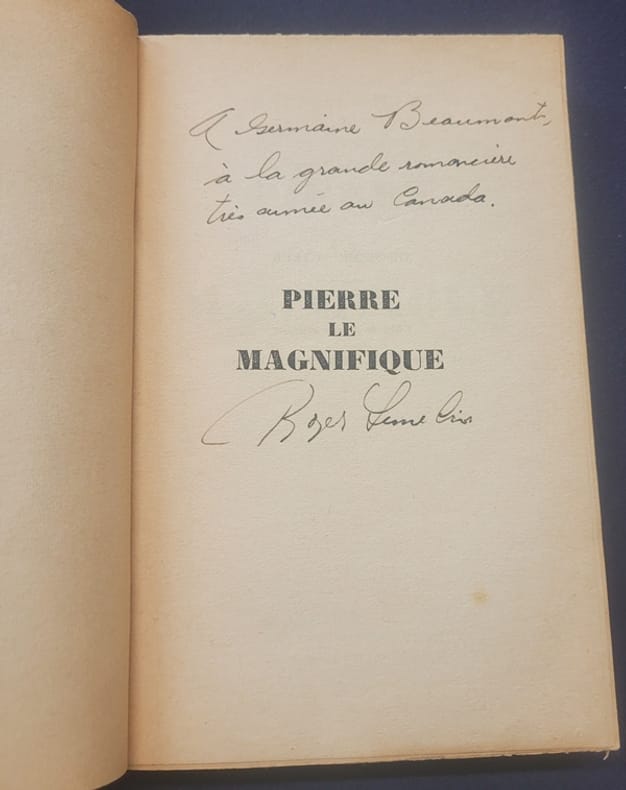 A Germaine Beaumont,
à la grande romancière
très aimée au Canada.
PIERRE
LE
MAGNIFIQUE
Roger Lemelin